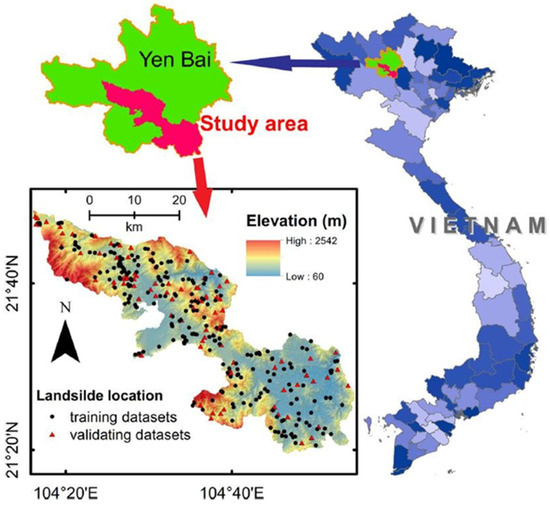 Yen Bai
Study area
VIETNAM
0 10 20
km
Elevation (m)
High : 2542
Low : 60
21°40'E
N
Landsilde location
training datasets
validating datasets
21°20'E
104°20'E 104°40'E